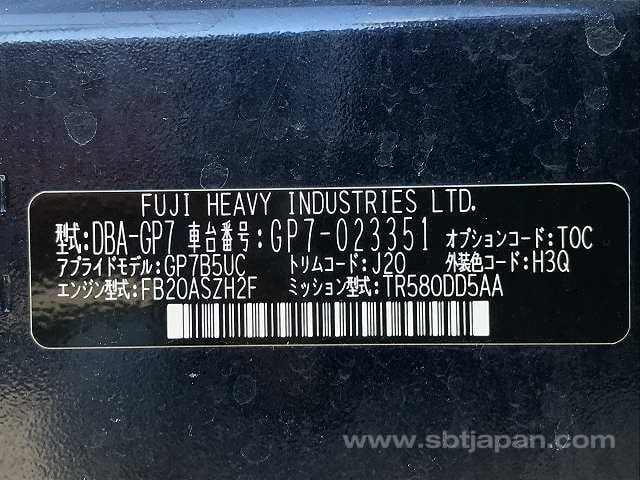 FUJI HEAVY INDUSTRIES LTD.
型式:DBA-GP7 車台番号:GP7-023351 オプションコード:TOC
アプライドモデル:GP7B5UC トリムコード:J20 外装色コード:H3Q
エンジン型式:FB20ASZH2F ミッション型式:TR580DD5AA
www.sbtjapan.com